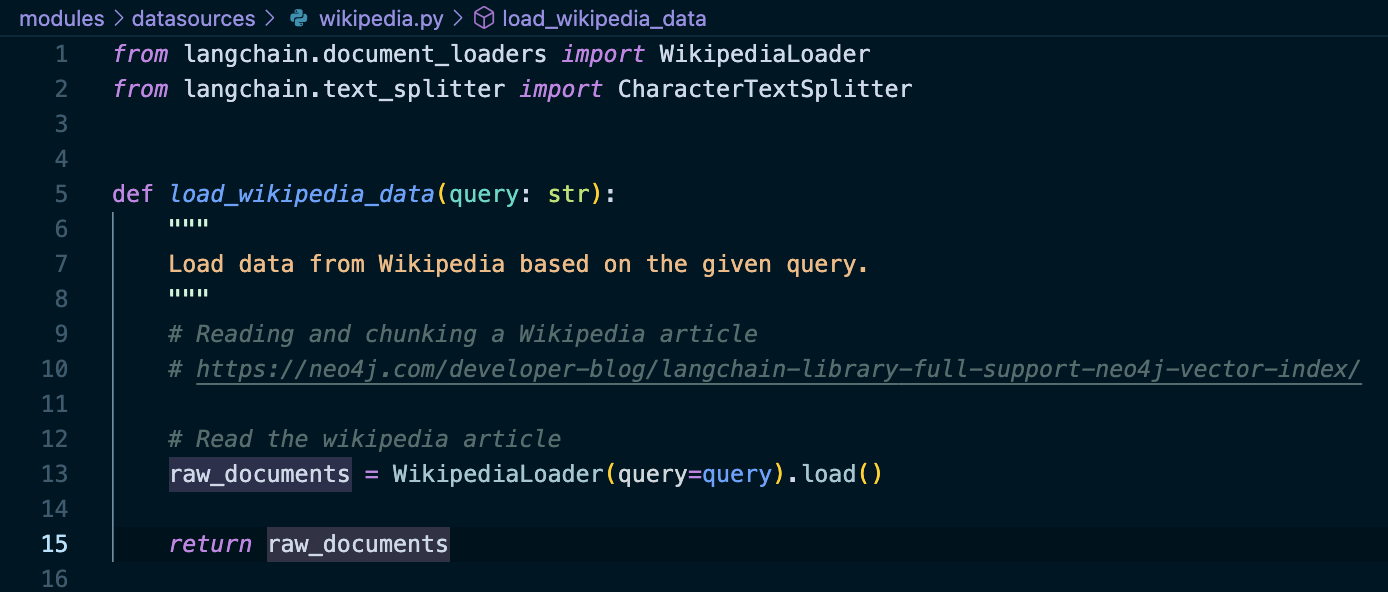 modules > datasources > wikipedia.py > load_wikipedia_data
1 from langchain.document_loaders import WikipediaLoader
2 from langchain.text_splitter import CharacterTextSplitter
3
4
5 def load_wikipedia_data(query: str):
6     """
7     Load data from Wikipedia based on the given query.
8     """
9     # Reading and chunking a Wikipedia article
10     # https://neo4j.com/developer-blog/langchain-library-full-support-neo4j-vector-index/
11
12     # Read the wikipedia article
13     raw_documents = WikipediaLoader(query=query).load()
14
15     return raw_documents
16